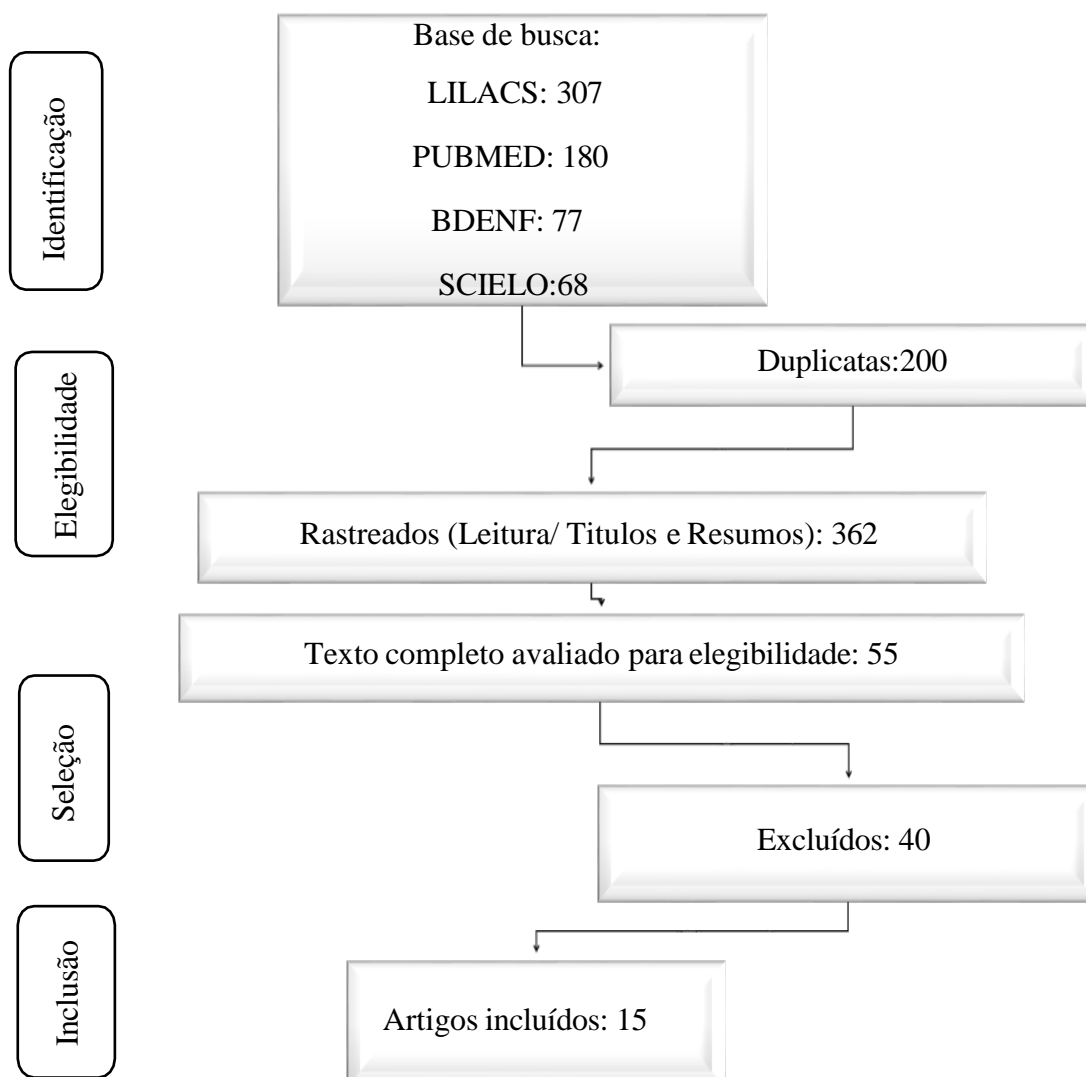 Identificação
Base de busca:
LILACS: 307
PUBMED: 180
BDENF: 77
SCIELO:68
Elegibilidade
Duplicatas:200
Rastreados (Leitura/ Titulos e Resumos): 362
Texto completo avaliado para elegibilidade: 55
Seleção
Excluídos: 40
Inclusão
Artigos incluídos: 15